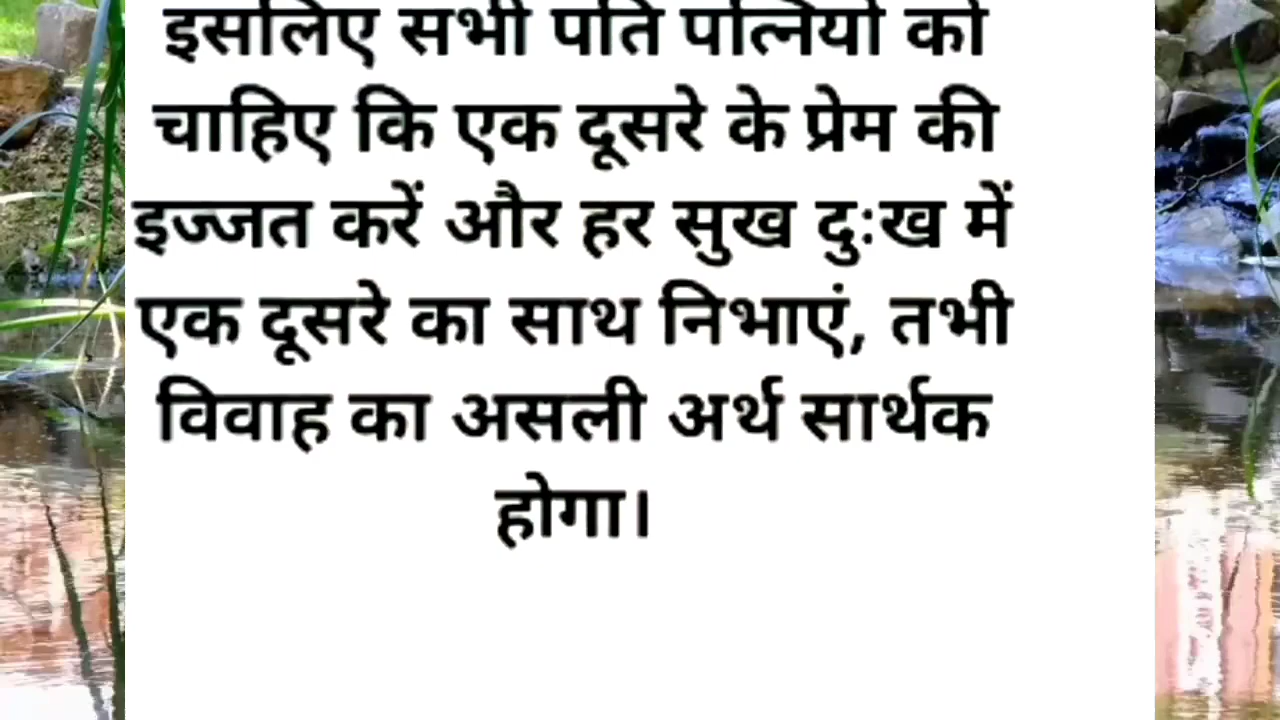 इसलिए सभी पति पत्नियों को
चाहिए कि एक दूसरे के प्रेम की
इज्जत करें और हर सुख दुःख में
एक दूसरे का साथ निभाएं, तभी
विवाह का असली अर्थ सार्थक
होगा।